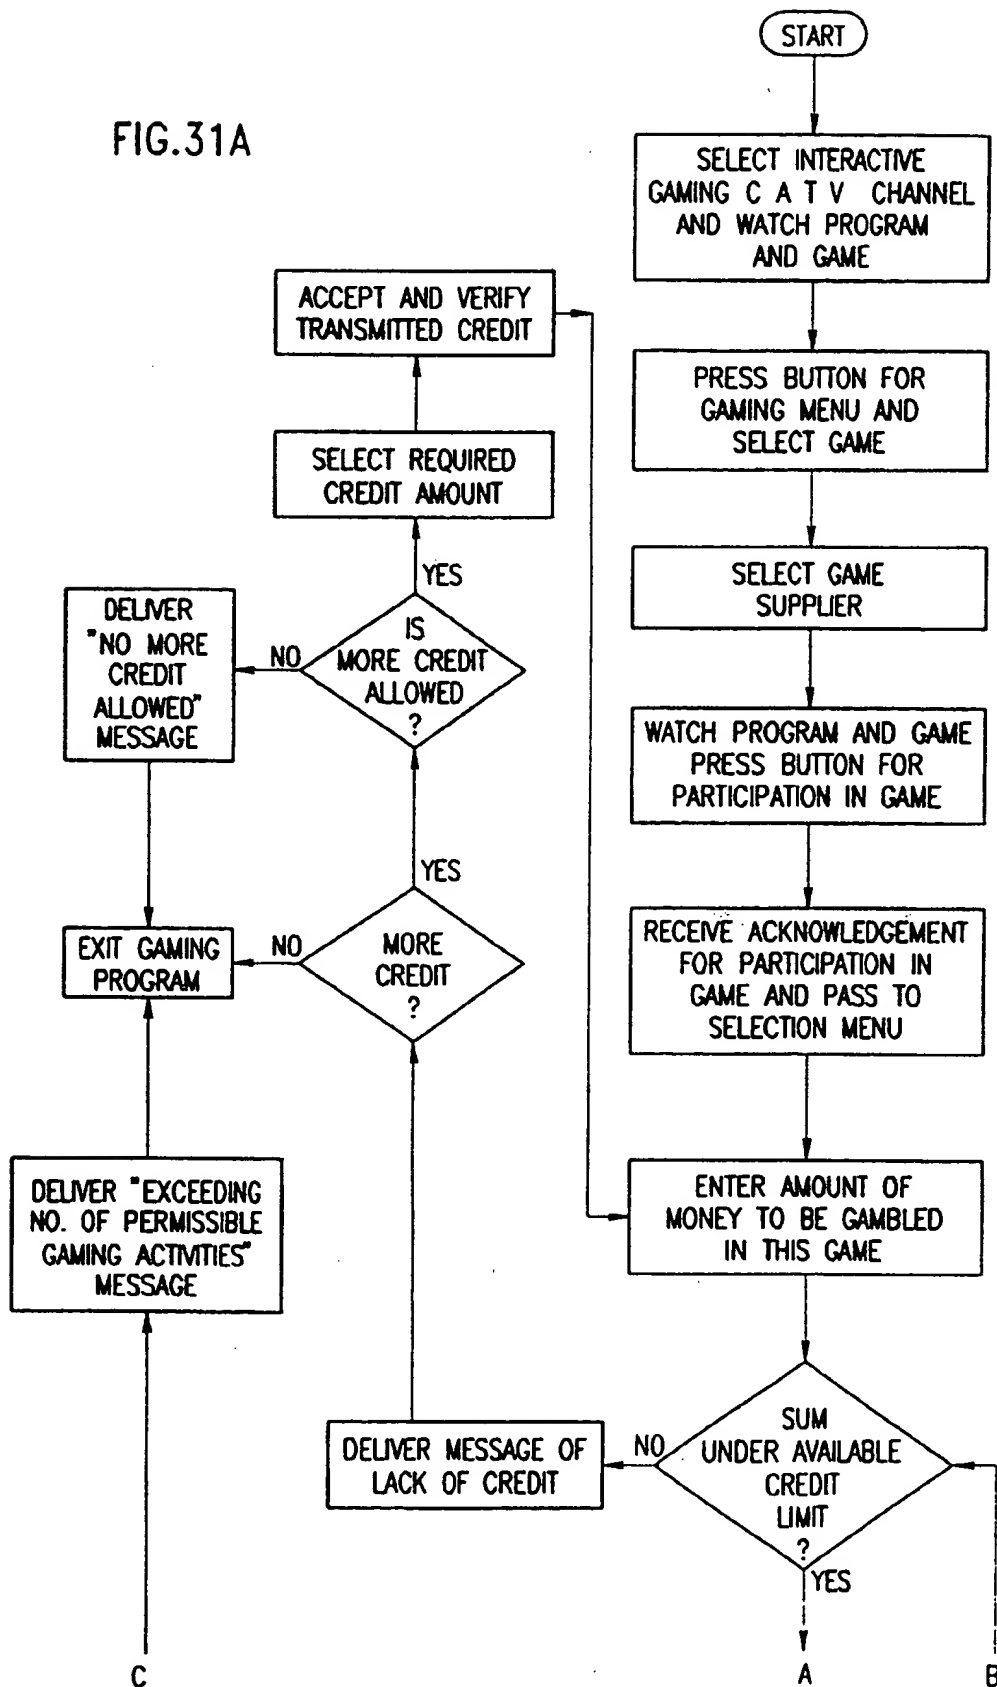 START
FIG.31A
SELECT INTERACTIVE
GAMING C A T V CHANNEL
AND WATCH PROGRAM
AND GAME
ACCEPT AND VERIFY
TRANSMITTED CREDIT
PRESS BUTTON FOR
GAMING MENU AND
SELECT GAME
SELECT REQUIRED
CREDIT AMOUNT
SELECT GAME
SUPPLIER
YES
DELIVER
"NO MORE
CREDIT
ALLOWED"
MESSAGE
NO
IS
MORE CREDIT
ALLOWED
?
WATCH PROGRAM AND GAME
PRESS BUTTON FOR
PARTICIPATION IN GAME
YES
EXIT GAMING
PROGRAM
NO
MORE
CREDIT
?
RECEIVE ACKNOWLEDGEMENT
FOR PARTICIPATION IN
GAME AND PASS TO
SELECTION MENU
DELIVER "EXCEEDING
NO. OF PERMISSIBLE
GAMING ACTIVITIES"
MESSAGE
ENTER AMOUNT OF
MONEY TO BE GAMBLED
IN THIS GAME
DELIVER MESSAGE OF
LACK OF CREDIT
NO
SUM
UNDER AVAILABLE
CREDIT
LIMIT
?
YES
C
A
B